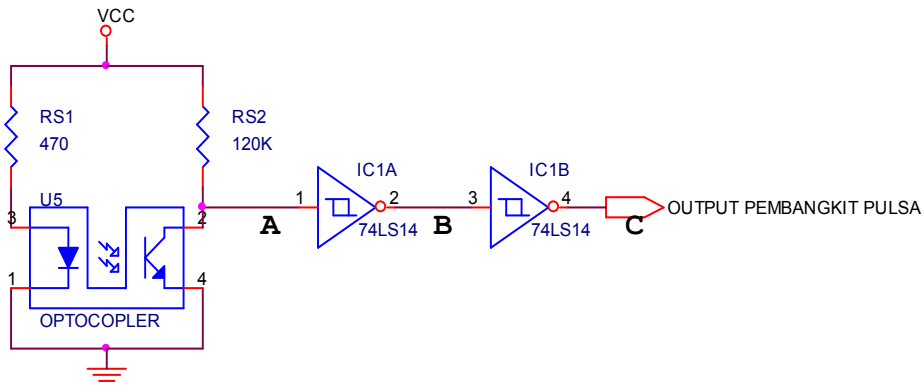 VCC
RS1
470
RS2
120K
U5
3
2
1
4
OPTOCOPLER
A
1
IC1A
2
74LS14
B
3
IC1B
4
74LS14
C
OUTPUT PEMBANGKIT PULSA